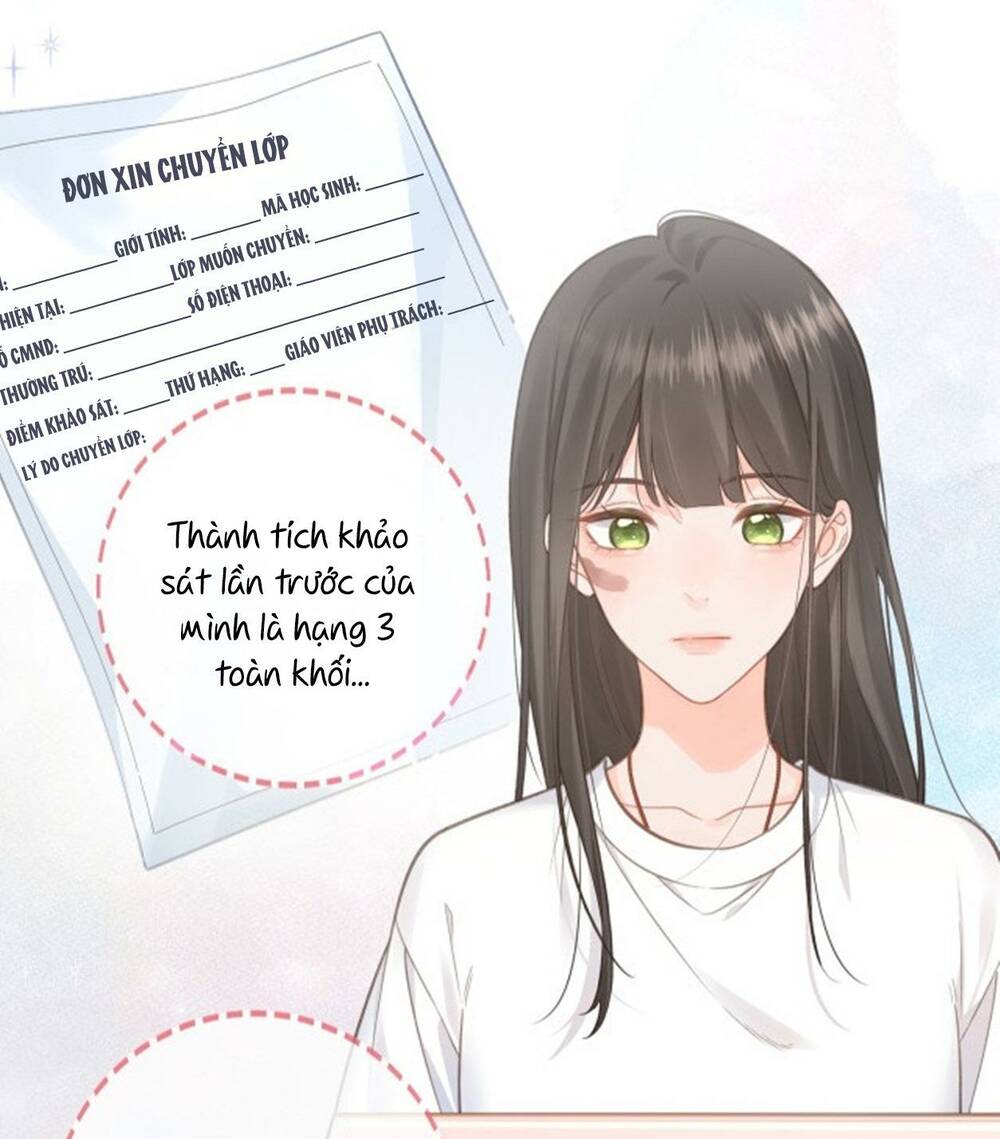 ĐƠN XIN CHUYỂN LỚP
GIỚI TÍNH: MÃ HỌC SINH:
HIỆN TẠI: LỚP MUỐN CHUYỂN:
CMND: SỐ ĐIỆN THOẠI:
THƯỜNG TRÚ:
ĐIỂM KHẢO SÁT: THỨ HẠNG: GIÁO VIÊN PHỤ TRÁCH:
LÝ DO CHUYỂN LỚP:
Thành tích khảo
sát lần trước của
mình là hạng 3
toàn khối...